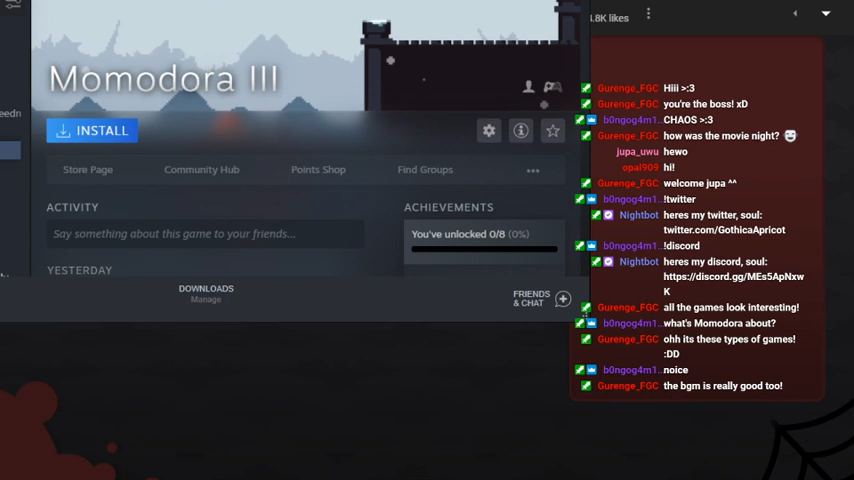 .8K likes
Momodora III
INSTALL
Store Page
Community Hub
Points Shop
Find Groups
ACTIVITY
Say something about this game to your friends...
YESTERDAY
ACHIEVEMENTS
You've unlocked 0/8 (0%)
DOWNLOADS
Manage
FRIENDS
& CHAT
Gurenge_FGC Hiii >:3
Gurenge_FGC you're the boss! xD
b0ngog4m1.. CHAOS >:3
Gurenge_FGC how was the movie night?
jupa_uwu hewo
opal909 hi!
Gurenge_FGC welcome jupa ^^
b0ngog4m1.. !twitter
Nightbot heres my twitter, soul:
twitter.com/GothicaApricot
b0ngog4m1.. !discord
Nightbot heres my discord, soul:
https://discord.gg/MEs5ApNxw
K
Gurenge_FGC all the games look interesting!
b0ngog4m1.. what's Momodora about?
Gurenge_FGC ohh its these types of games!
:DD
b0ngog4m1.. noice
Gurenge_FGC the bgm is really good too!